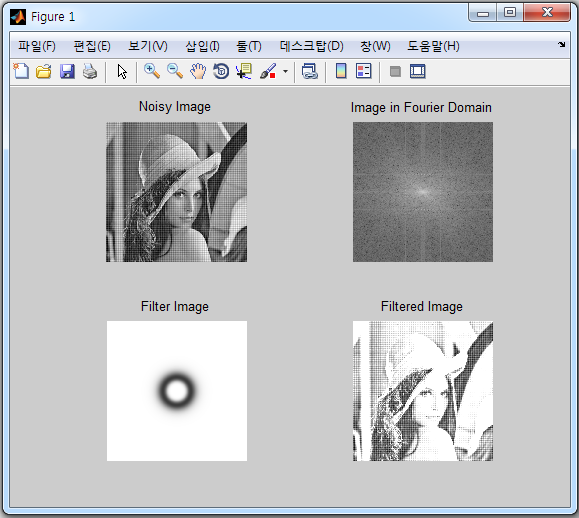 Figure 1
파일(F) 편집(E) 보기(V) 삽입(I) 툴(T) 데스크탑(D) 창(W) 도움말(H)
Noisy Image
Image in Fourier Domain
Filter Image
Filtered Image